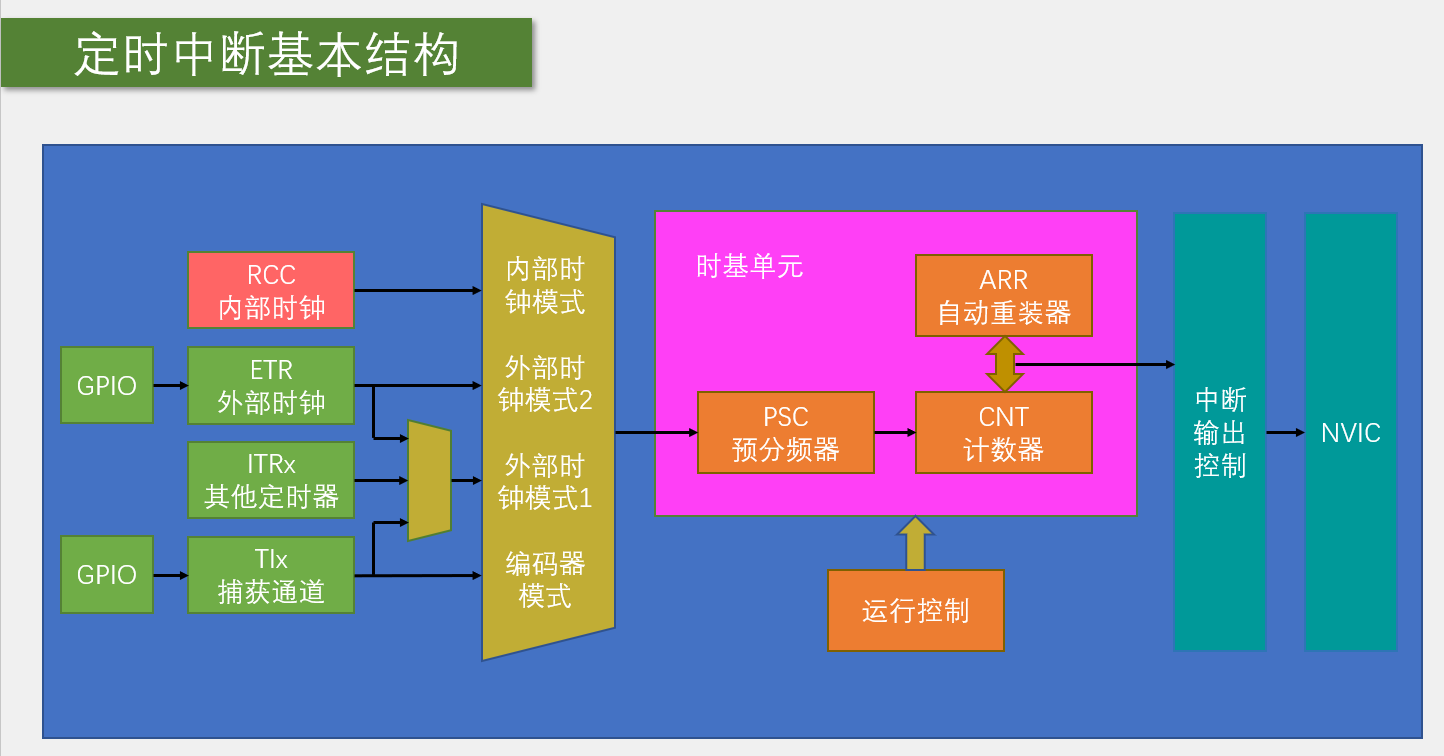 定时中断基本结构
RCC
内部时钟
GPIO
ETR
外部时钟
ITRx
其他定时器
GPIO
TIx
捕获通道
内部时
钟模式
外部时
钟模式2
外部时
钟模式1
编码器
模式
时基单元
ARR
自动重装器
PSC
预分频器
CNT
计数器
运行控制
中断
输出
控制
NVIC